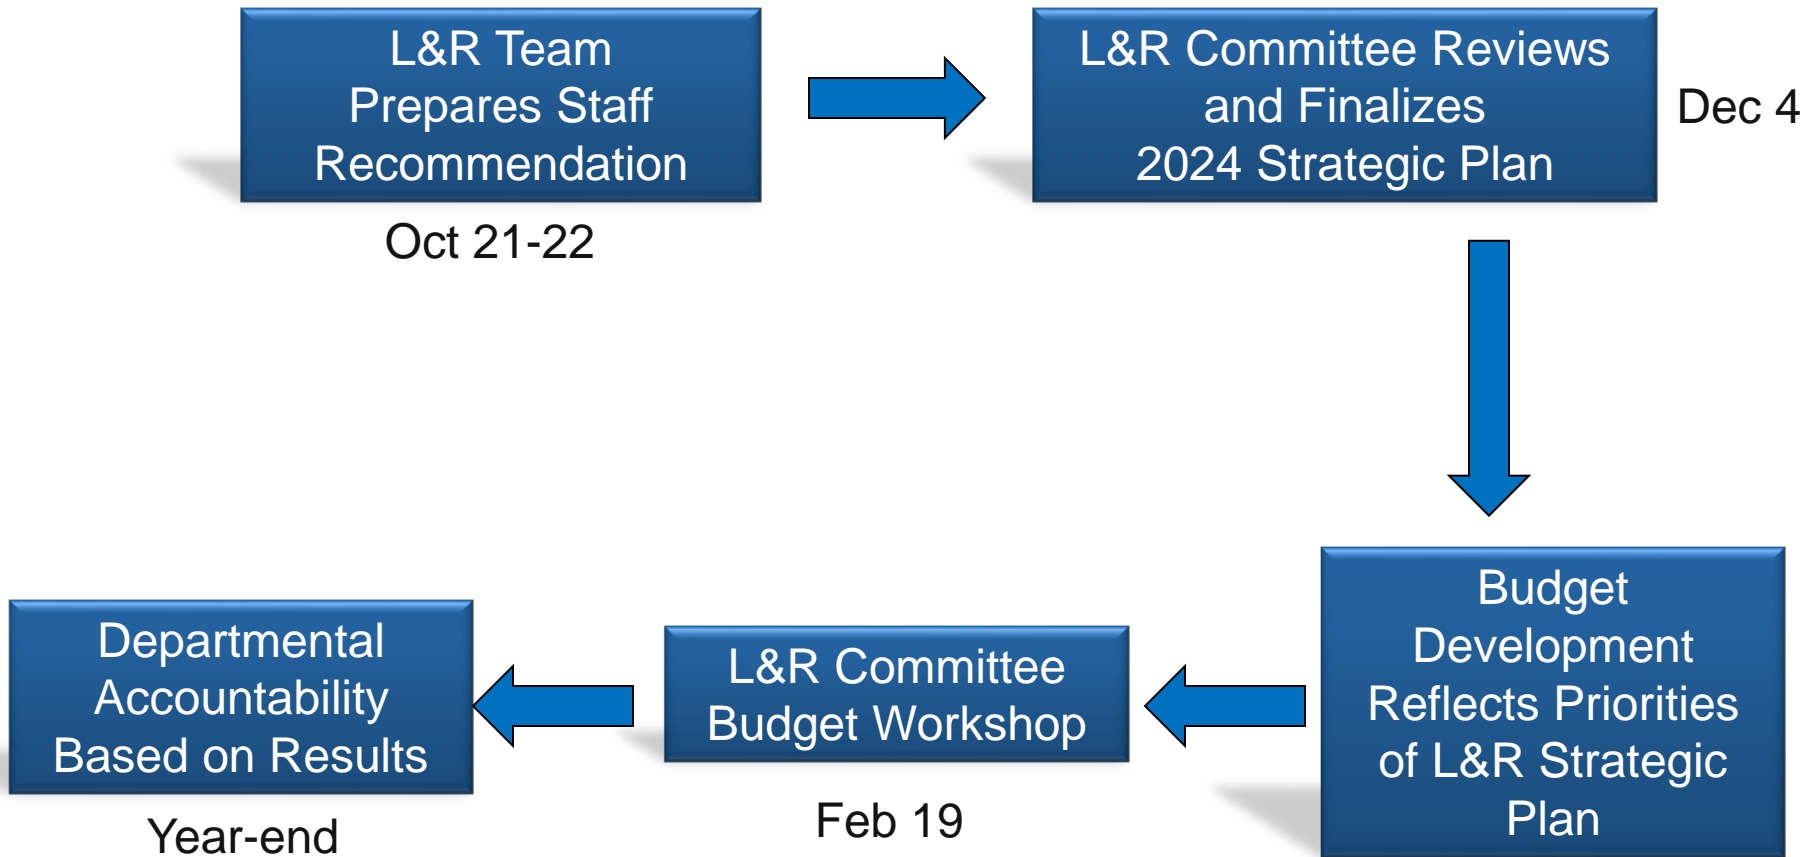 L&R Team
Prepares Staff
Recommendation
Oct 21-22
L&R Committee Reviews
and Finalizes
2024 Strategic Plan
Dec 4
Budget
Development
Reflects Priorities
of L&R Strategic
Plan
L&R Committee
Budget Workshop
Feb 19
Departmental
Accountability
Based on Results
Year-end